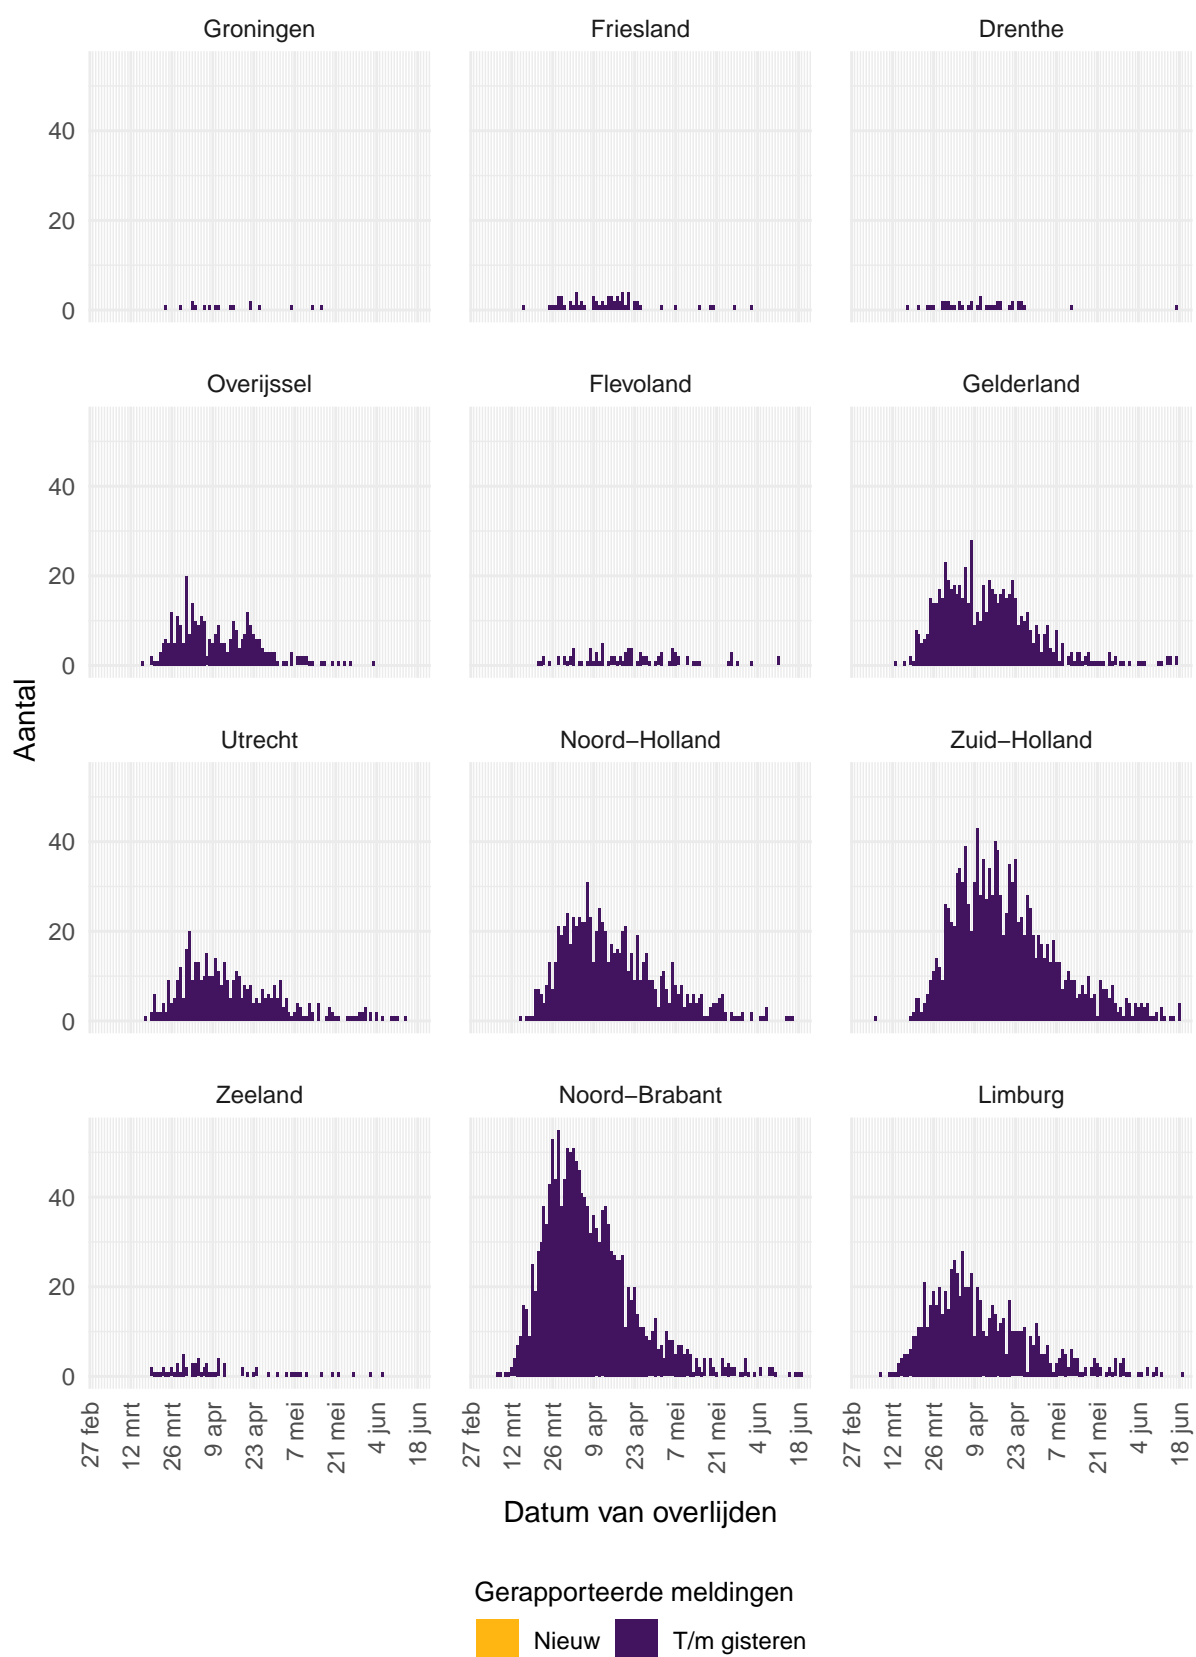 Groningen Friesland Drenthe
40
20
0
Overijssel Flevoland Gelderland
40
20
0
Aantal
Utrecht Noord−Holland Zuid−Holland
40
20
0
Zeeland Noord−Brabant Limburg
40
20
0
27 feb 12 mrt 26 mrt 9 apr 23 apr 7 mei 21 mei 4 jun 18 jun 27 feb 12 mrt 26 mrt 9 apr 23 apr 7 mei 21 mei 4 jun 18 jun 27 feb 12 mrt 26 mrt 9 apr 23 apr 7 mei 21 mei 4 jun 18 jun
Datum van overlijden
Gerapporteerde meldingen
Nieuw T/m gisteren